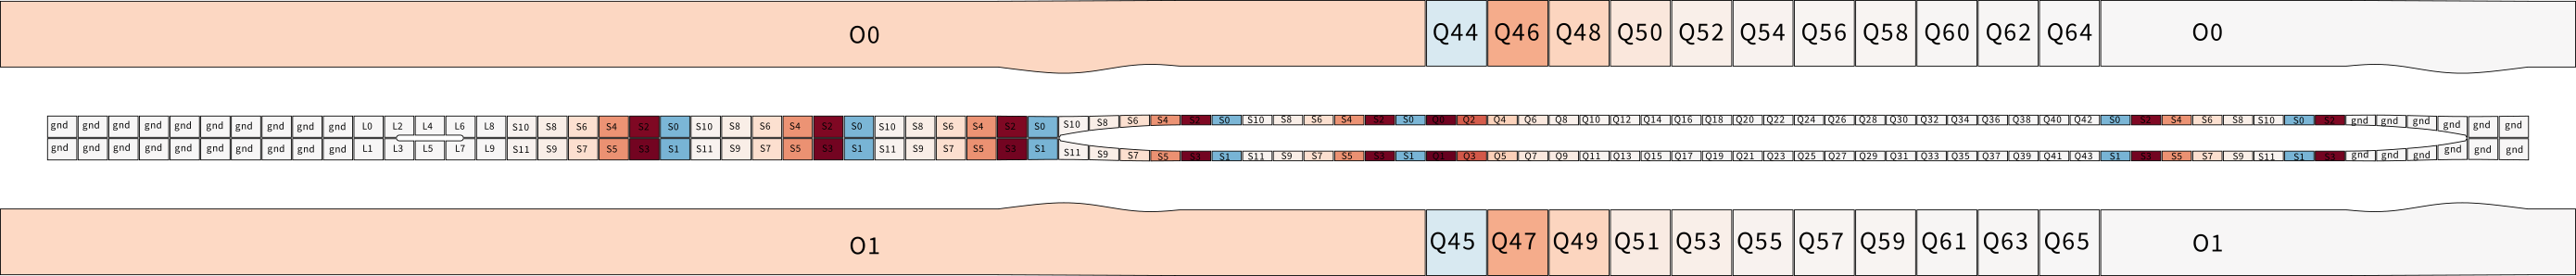 O0 Q44 Q46 Q48 Q50 Q52 Q54 Q56 Q58 Q60 Q62 Q64 O0
gnd gnd gnd gnd gnd gnd gnd gnd gnd gnd L0 L2 L4 L6 L8 S10 S8 S6 S4 S2 S0 S10 S8 S6 S4 S2 S0 S10 S8 S6 S4 S2 S0 S10 S8 S6 S4 S2 S0 S10 S8 S6 S4 S2 S0 Q0 Q2 Q4 Q6 Q8 Q10 Q12 Q14 Q16 Q18 Q20 Q22 Q24 Q26 Q28 Q30 Q32 Q34 Q36 Q38 Q40 Q42 S0 S2 S4 S6 S8 S10 S0 S2 gnd gnd gnd gnd gnd gnd
gnd gnd gnd gnd gnd gnd gnd gnd gnd gnd L1 L3 L5 L7 L9 S11 S9 S7 S5 S3 S1 S11 S9 S7 S5 S3 S1 S11 S9 S7 S5 S3 S1 S11 S9 S7 S5 S3 S1 S11 S9 S7 S5 S3 S1 Q1 Q3 Q5 Q7 Q9 Q11 Q13 Q15 Q17 Q19 Q21 Q23 Q25 Q27 Q29 Q31 Q33 Q35 Q37 Q39 Q41 Q43 S1 S3 S5 S7 S9 S11 S1 S3 gnd gnd gnd gnd gnd gnd
O1 Q45 Q47 Q49 Q51 Q53 Q55 Q57 Q59 Q61 Q63 Q65 O1